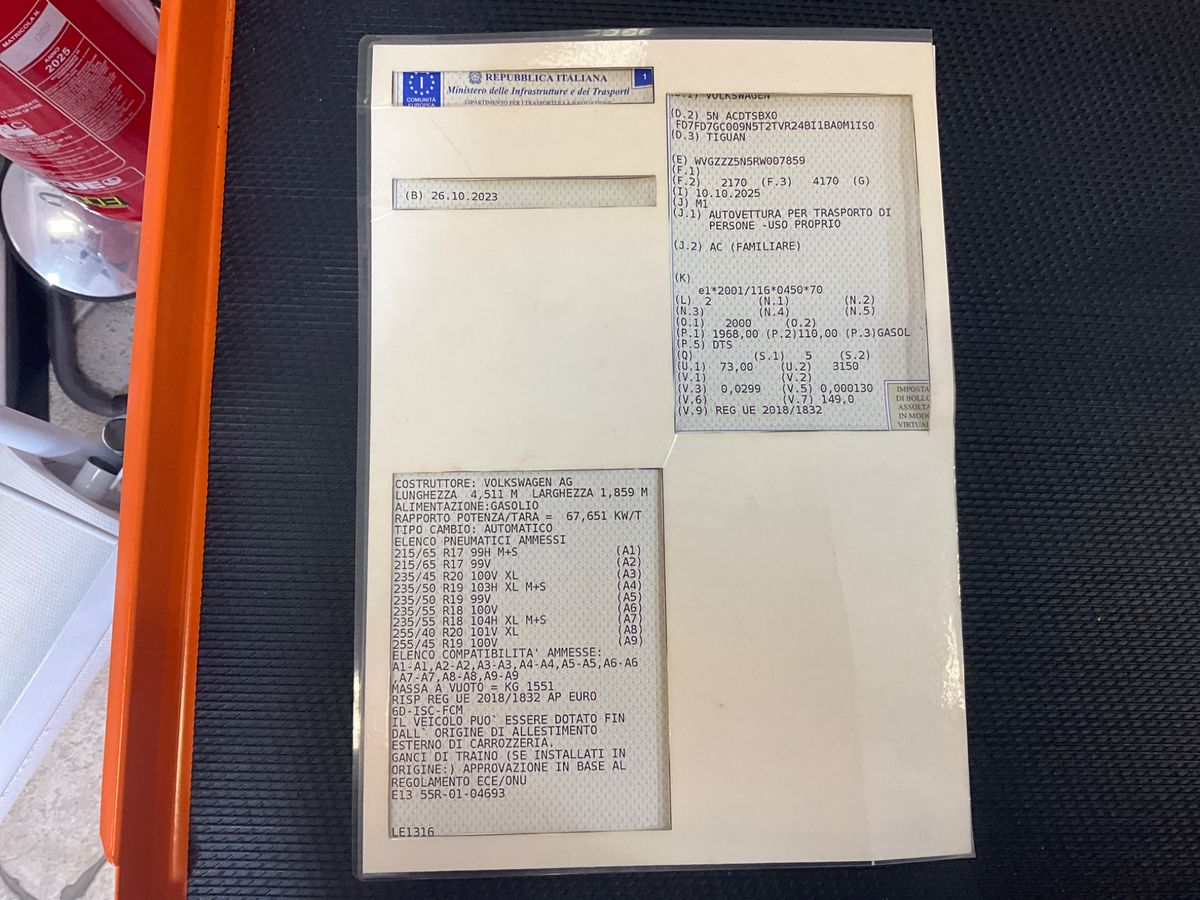 MATRICOLA N.
ANNO
2025
REPUBBLICA ITALIANA
1
Ministero delle Infrastrutture e dei Trasporti
COMUNITÀ
EUROPEA
DIPARTIMENTO PER I TRASPORTI LA NAVIGAZIONE
(B) 26.10.2023
VOLKSWAGEN
(D.2) 5N ACDTSBX0
FD7FD7GC009N5T2TVR24BI1BA0M1ISO
(D.3) TIGUAN
(E) WVGZZZ5N5RW007859
(F.1)
(F.2) 2170 (F.3) 4170 (G)
(I) 10.10.2025
(J) M1
(J.1) AUTOVETTURA PER TRASPORTO DI
PERSONE -USO PROPRIO
(J.2) AC (FAMILIARE)
(K)
e1*2001/116*0450*70
(L) 2 (N.1) (N.2)
(N.3) (N.4) (N.5)
(O.1) 2000 (O.2)
(P.1) 1968,00 (P.2)110,00 (P.3)GASOL
(P.5) DTS
(Q) (S.1) 5 (S.2)
(U.1) 73,00 (U.2) 3150
(V.1) (V.2)
(V.3) 0,0299 (V.5) 0,000130
(V.6) (V.7) 149,0
(V.9) REG UE 2018/1832
IMPOSTA
DI BOLLO
ASSOLTA
IN MODO
VIRTUAL
COSTRUTTORE: VOLKSWAGEN AG
LUNGHEZZA 4,511 M LARGHEZZA 1,859 M
ALIMENTAZIONE:GASOLIO
RAPPORTO POTENZA/TARA = 67,651 KW/T
TIPO CAMBIO: AUTOMATICO
ELENCO PNEUMATICI AMMESSI
215/65 R17 99H M+S (A1)
215/65 R17 99V (A2)
235/45 R20 100V XL (A3)
235/50 R19 103H XL M+S (A4)
235/50 R19 99V (A5)
235/55 R18 100V (A6)
235/55 R18 104H XL M+S (A7)
255/40 R20 101V XL (A8)
255/45 R19 100V (A9)
ELENCO COMPATIBILITA' AMMESSE:
A1-A1,A2-A2,A3-A3,A4-A4,A5-A5,A6-A6
,A7-A7,A8-A8,A9-A9
MASSA A VUOTO = KG 1551
RISP REG UE 2018/1832 AP EURO
6D-ISC-FCM
IL VEICOLO PUO` ESSERE DOTATO FIN
DALL` ORIGINE DI ALLESTIMENTO
ESTERNO DI CARROZZERIA.
GANCI DI TRAINO (SE INSTALLATI IN
ORIGINE:) APPROVAZIONE IN BASE AL
REGOLAMENTO ECE/ONU
E13 55R-01-04693
LE1316